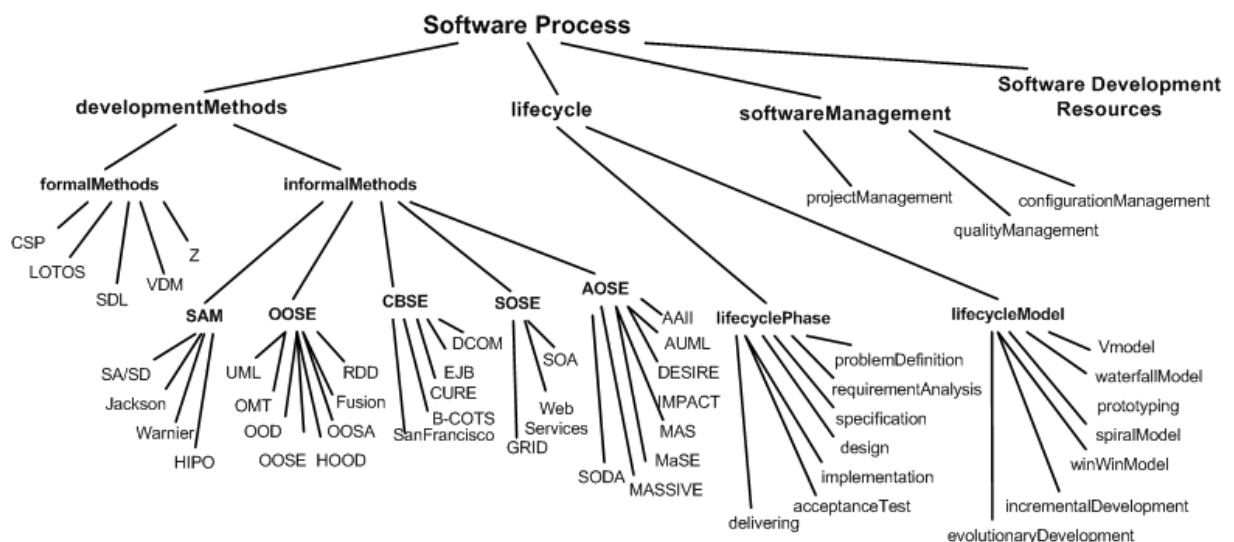 Software Process
developmentMethods
lifecycle
softwareManagement
Software Development
Resources
formalMethods
informalMethods
projectManagement
configurationManagement
qualityManagement
CSP
LOTOS
SDL
VDM
Z
SAM
OOSE
CBSE
SOSE
AOSE
lifecyclePhase
lifecycleModel
SA/SD
Jackson
Warnier
HIPO
UML
OMT
OOD
OOSE
HOOD
OOSA
Fusion
RDD
DCOM
EJB
CURE
B-COTS
SanFrancisco
SOA
Web
Services
GRID
AAII
AUML
DESIRE
IMPACT
MAS
MaSE
MASSIVE
SODA
problemDefinition
requirementAnalysis
specification
design
implementation
acceptanceTest
delivering
Vmodel
waterfallModel
prototyping
spiralModel
winWinModel
incrementalDevelopment
evolutionaryDevelopment